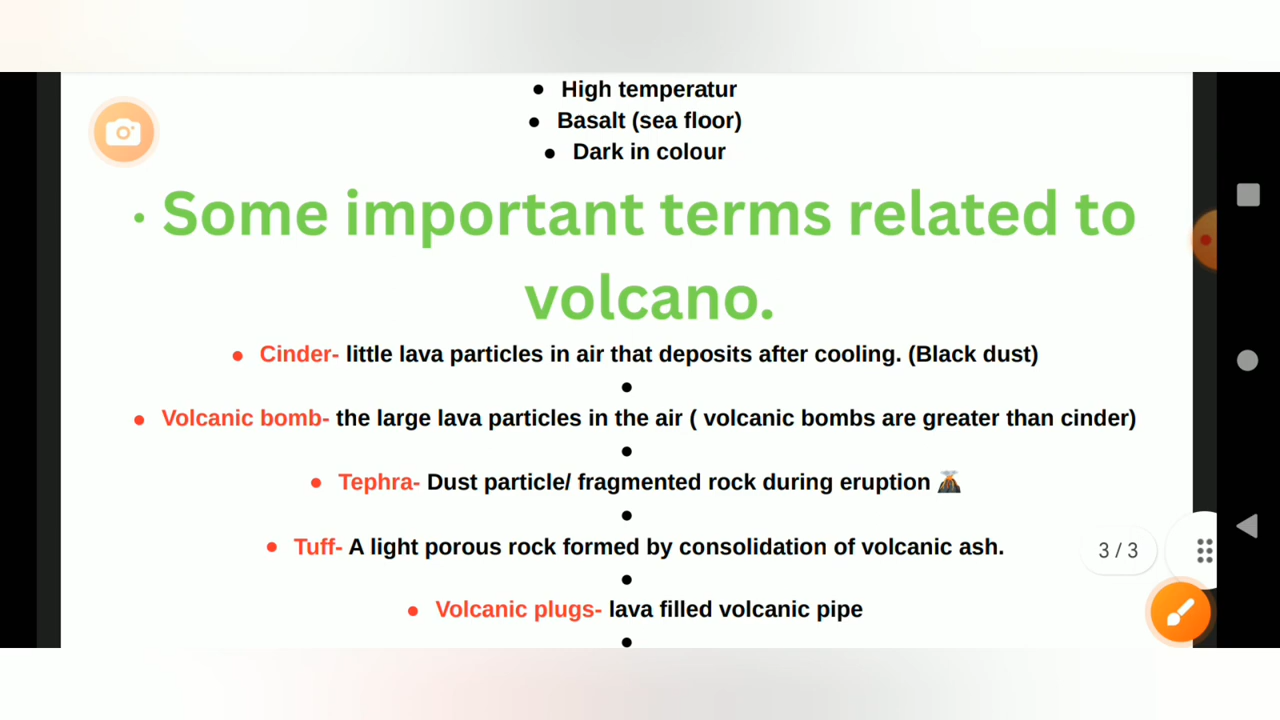 • High temperatur
• Basalt (sea floor)
• Dark in colour
• Some important terms related to
volcano.
• Cinder- little lava particles in air that deposits after cooling. (Black dust)
•
• Volcanic bomb- the large lava particles in the air ( volcanic bombs are greater than cinder)
•
• Tephra- Dust particle/ fragmented rock during eruption 🌋
•
• Tuff- A light porous rock formed by consolidation of volcanic ash.
3 / 3
•
• Volcanic plugs- lava filled volcanic pipe
•